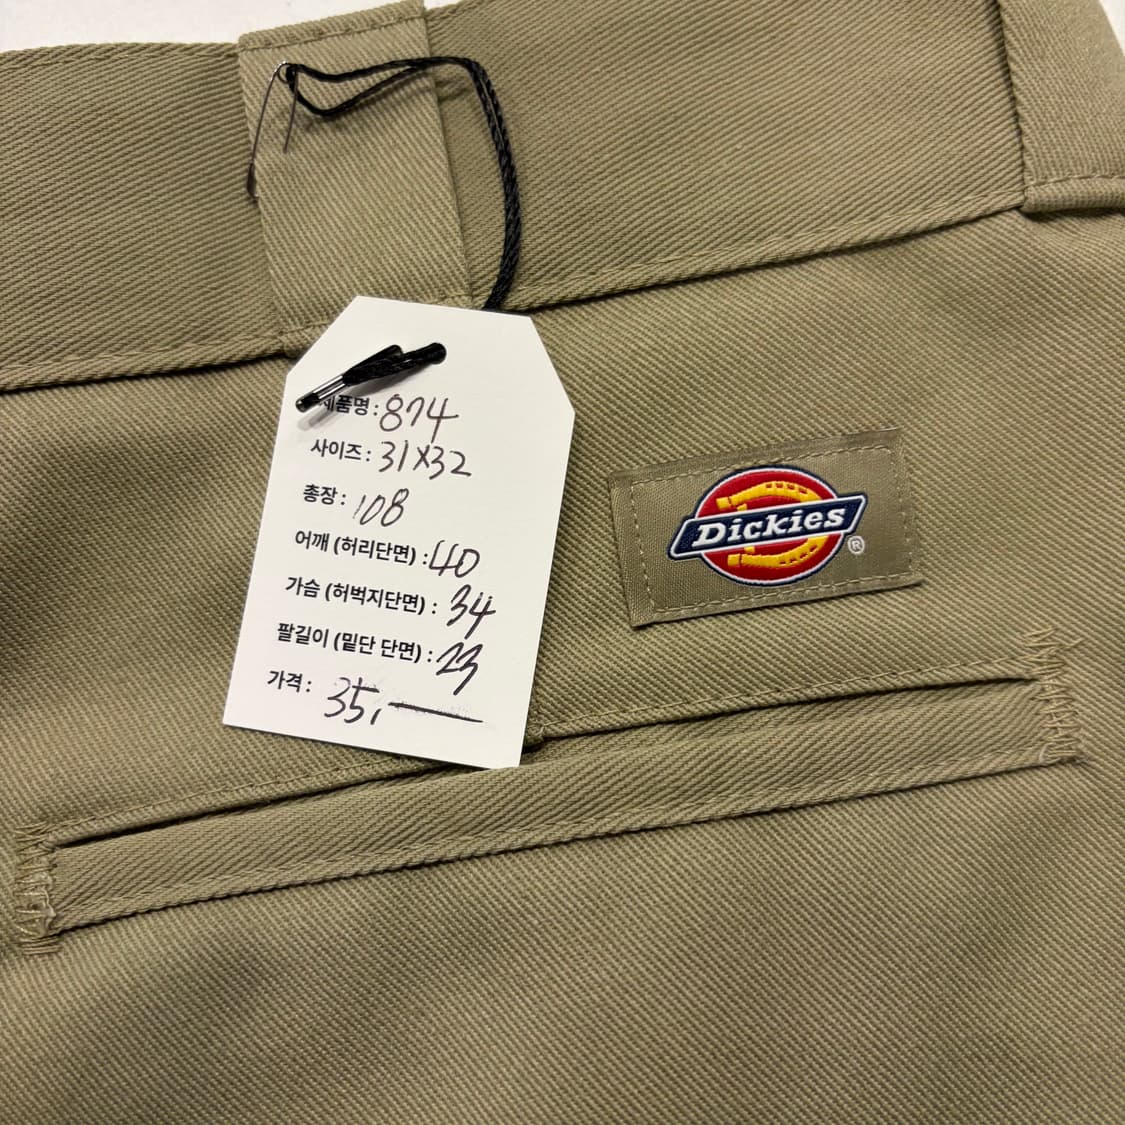 제품명 : 874
사이즈 : 31X32
총장 : 108
어깨 (허리단면) : 40
가슴 (허벅지단면) : 34
팔길이 (밑단 단면) : 23
가격 : 35,—
Dickies ®